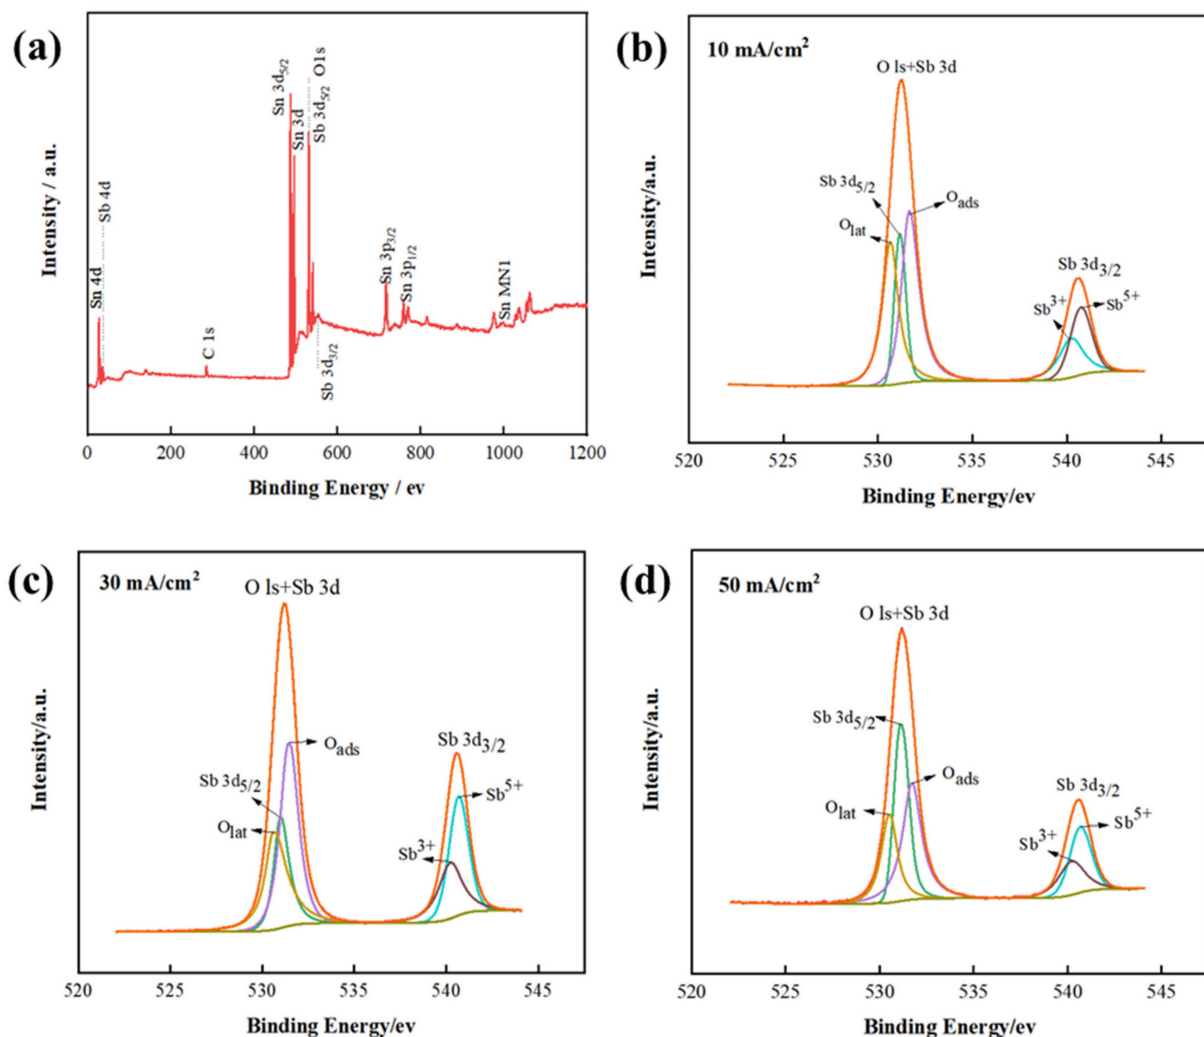 (a)
Intensity / a.u.
Sn 4d
Sb 4d
C 1s
Sn 3d5/2
Sn 3d
O1s
Sb 3d5/2
Sb 3d3/2
Sn 3p3/2
Sn 3p1/2
Sn MN1
0 200 400 600 800 1000 1200
Binding Energy / ev
(b)
10 mA/cm²
Intensity/a.u.
O ls+Sb 3d
Sb 3d5/2
Oads
Olat
Sb 3d3/2
Sb³⁺
Sb⁵⁺
520 525 530 535 540 545
Binding Energy/ev
(c)
30 mA/cm²
Intensity/a.u.
O ls+Sb 3d
Oads
Sb 3d5/2
Olat
Sb 3d3/2
Sb⁵⁺
Sb³⁺
520 525 530 535 540 545
Binding Energy/ev
(d)
50 mA/cm²
Intensity/a.u.
O ls+Sb 3d
Sb 3d5/2
Oads
Olat
Sb 3d3/2
Sb³⁺
Sb⁵⁺
520 525 530 535 540 545
Binding Energy/ev